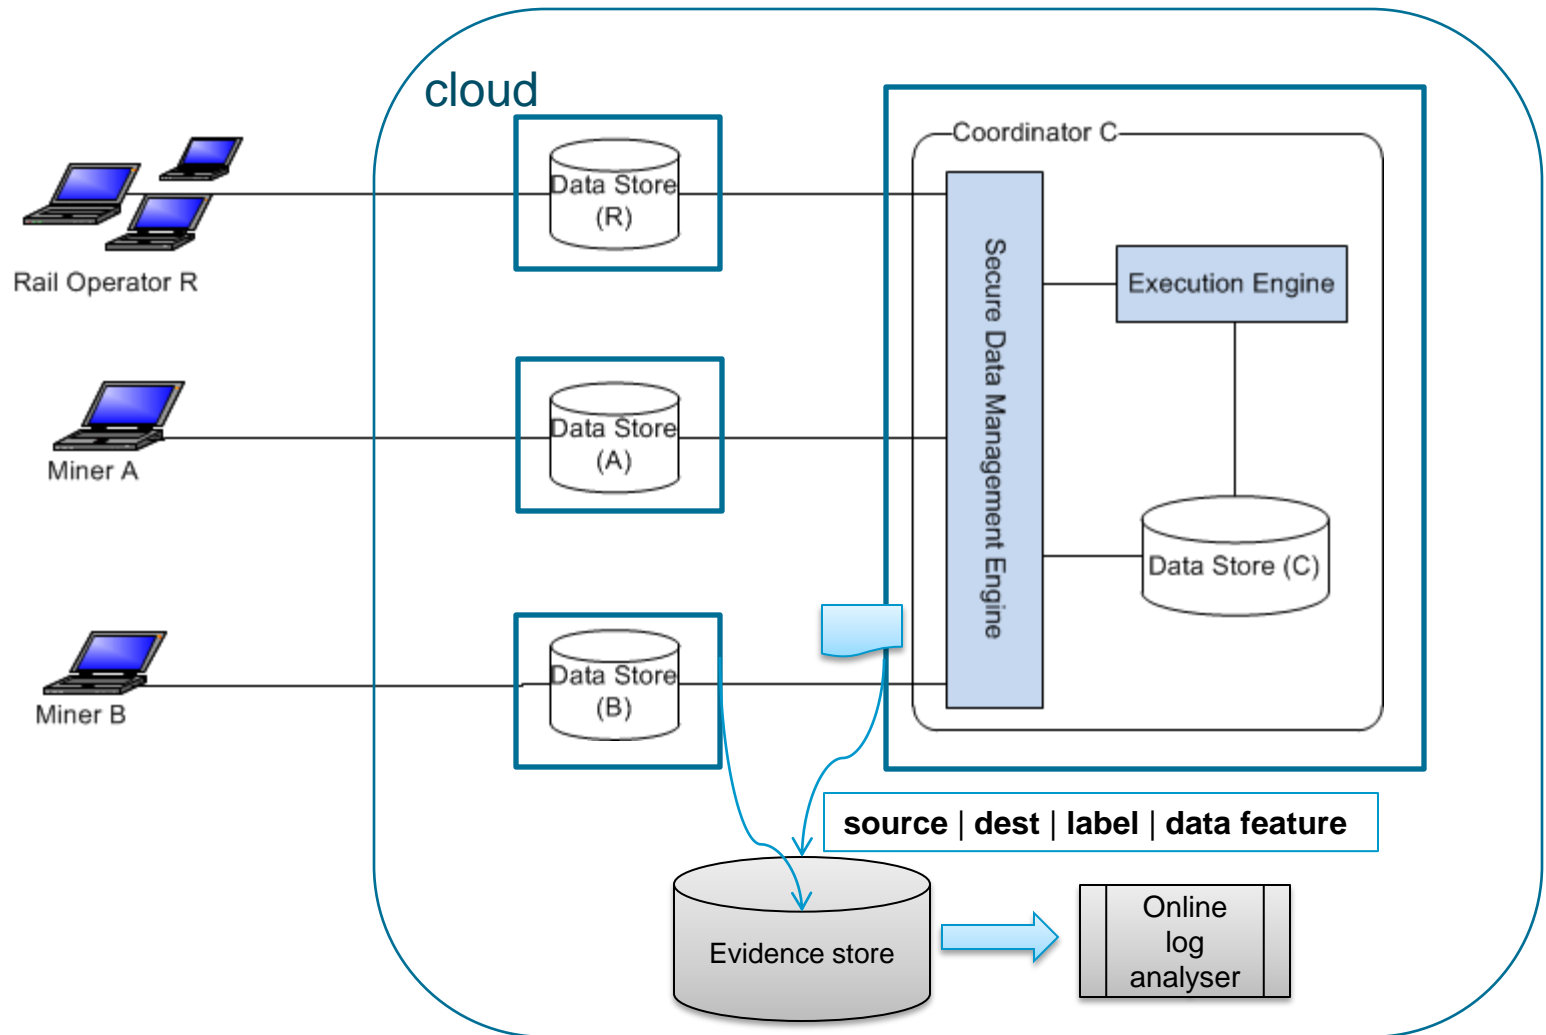 cloud
Coordinator C
Data Store
(R)
Rail Operator R
Secure Data Management Engine
Execution Engine
Data Store
(A)
Miner A
Data Store (C)
Data Store
(B)
Miner B
source | dest | label | data feature
Evidence store
Online
log
analyser